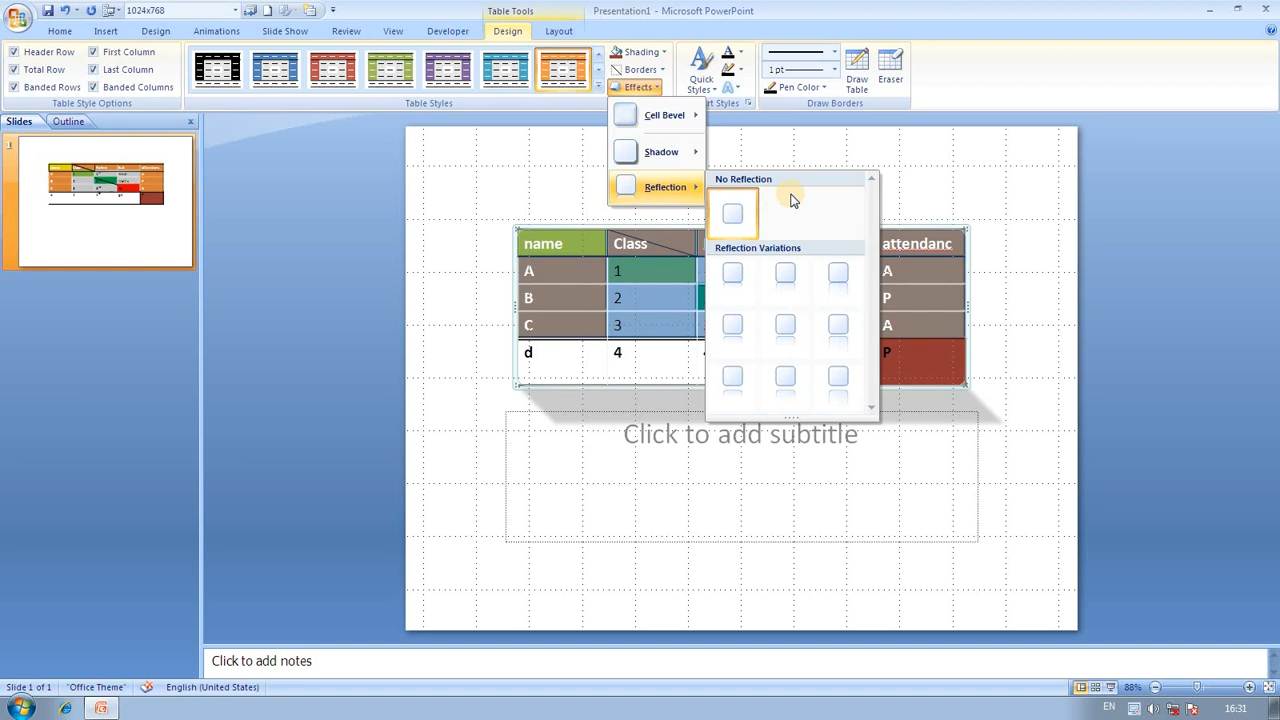 1024x768
Table Tools
Presentation1 - Microsoft PowerPoint
Home Insert Animations Slide Show Review View Developer Design Layout
Header Row First Column
Total Row Last Column
Banded Rows Banded Columns
Table Style Options
Table Styles
Shading
Borders
Effects
Quick Styles
1 pt
Pen Color
Draw Table
Eraser
Draw Borders
Slides Outline
1
Cell Bevel
Shadow
Reflection
No Reflection
Reflection Variations
name Class attendanc
A 1 A
B 2 P
C 3 A
d 4 P
Click to add subtitle
Click to add notes
Slide 1 of 1 "Office Theme" English (United States) 88%
EN 16:31